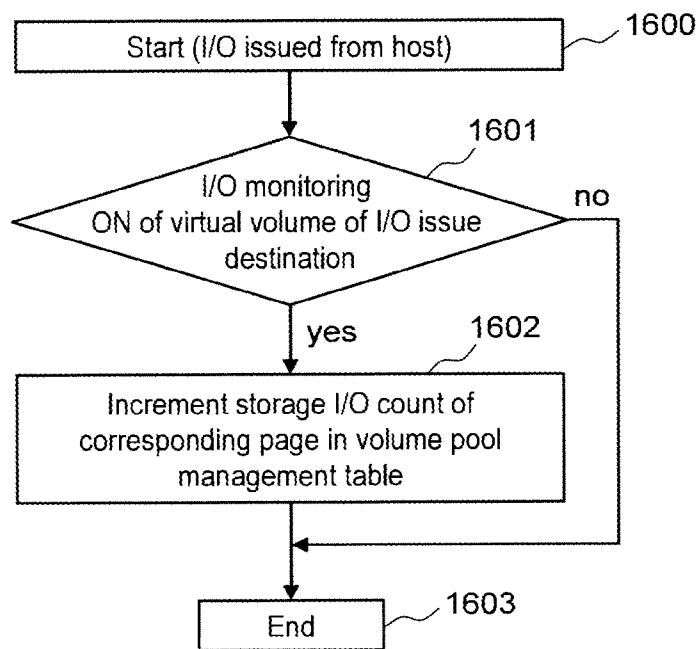 1600
Start (I/O issued from host)
1601
I/O monitoring
ON of virtual volume of I/O issue
destination
no
yes
1602
Increment storage I/O count of
corresponding page in volume pool
management table
1603
End